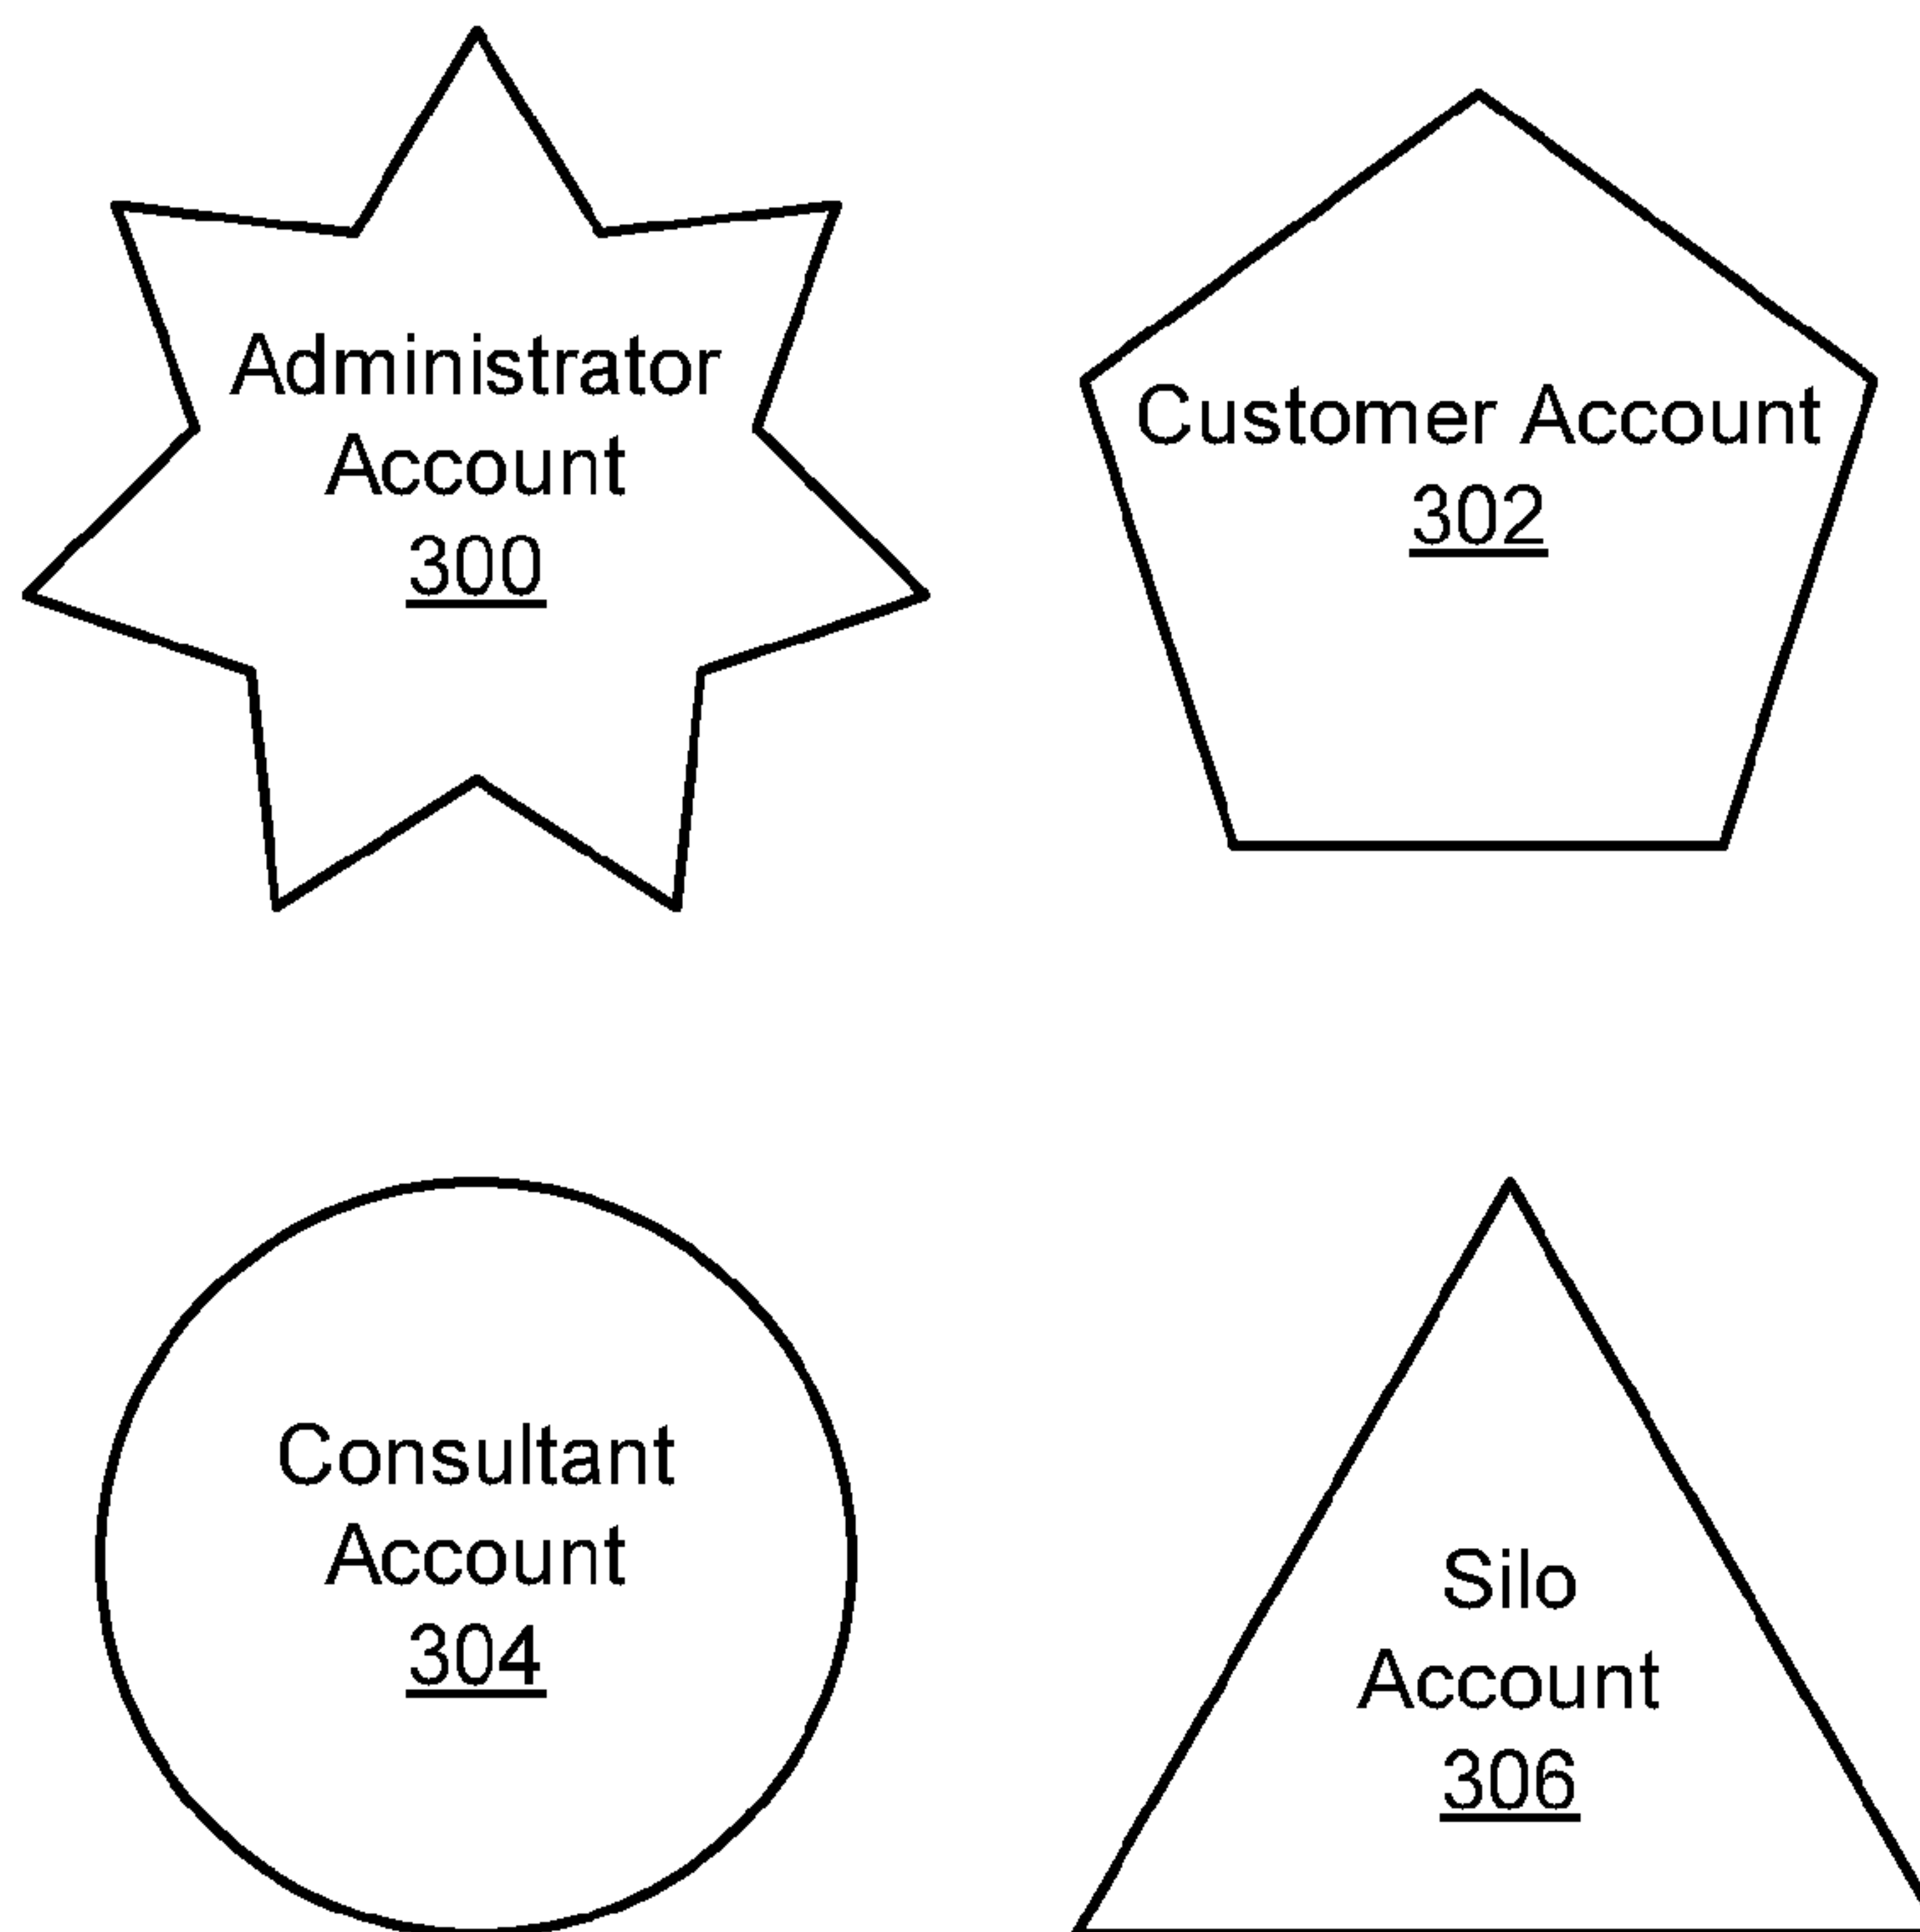 Administrator
Account
300
Customer Account
302
Consultant
Account
304
Silo
Account
306